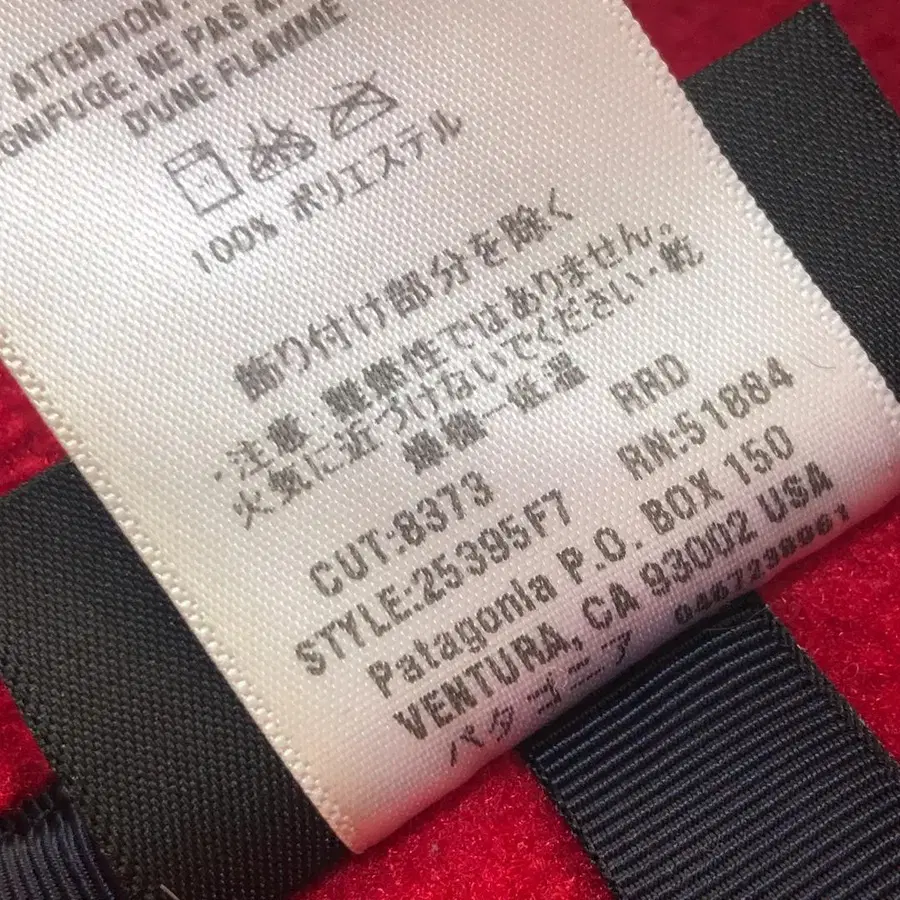 ATTENTION -
GNIFUGE. NE PAS A
D'UNE FLAMME
100% ポリエステル
飾り付け部分を除く
・注意・難燃性ではありません。
火気に近づけないでください・乾
燥機ー低温
RRD
CUT:8373 RN:51884
STYLE:25395F7
Patagonia P.O. BOX 150
VENTURA, CA 93002 USA
パタゴニア 0467238961